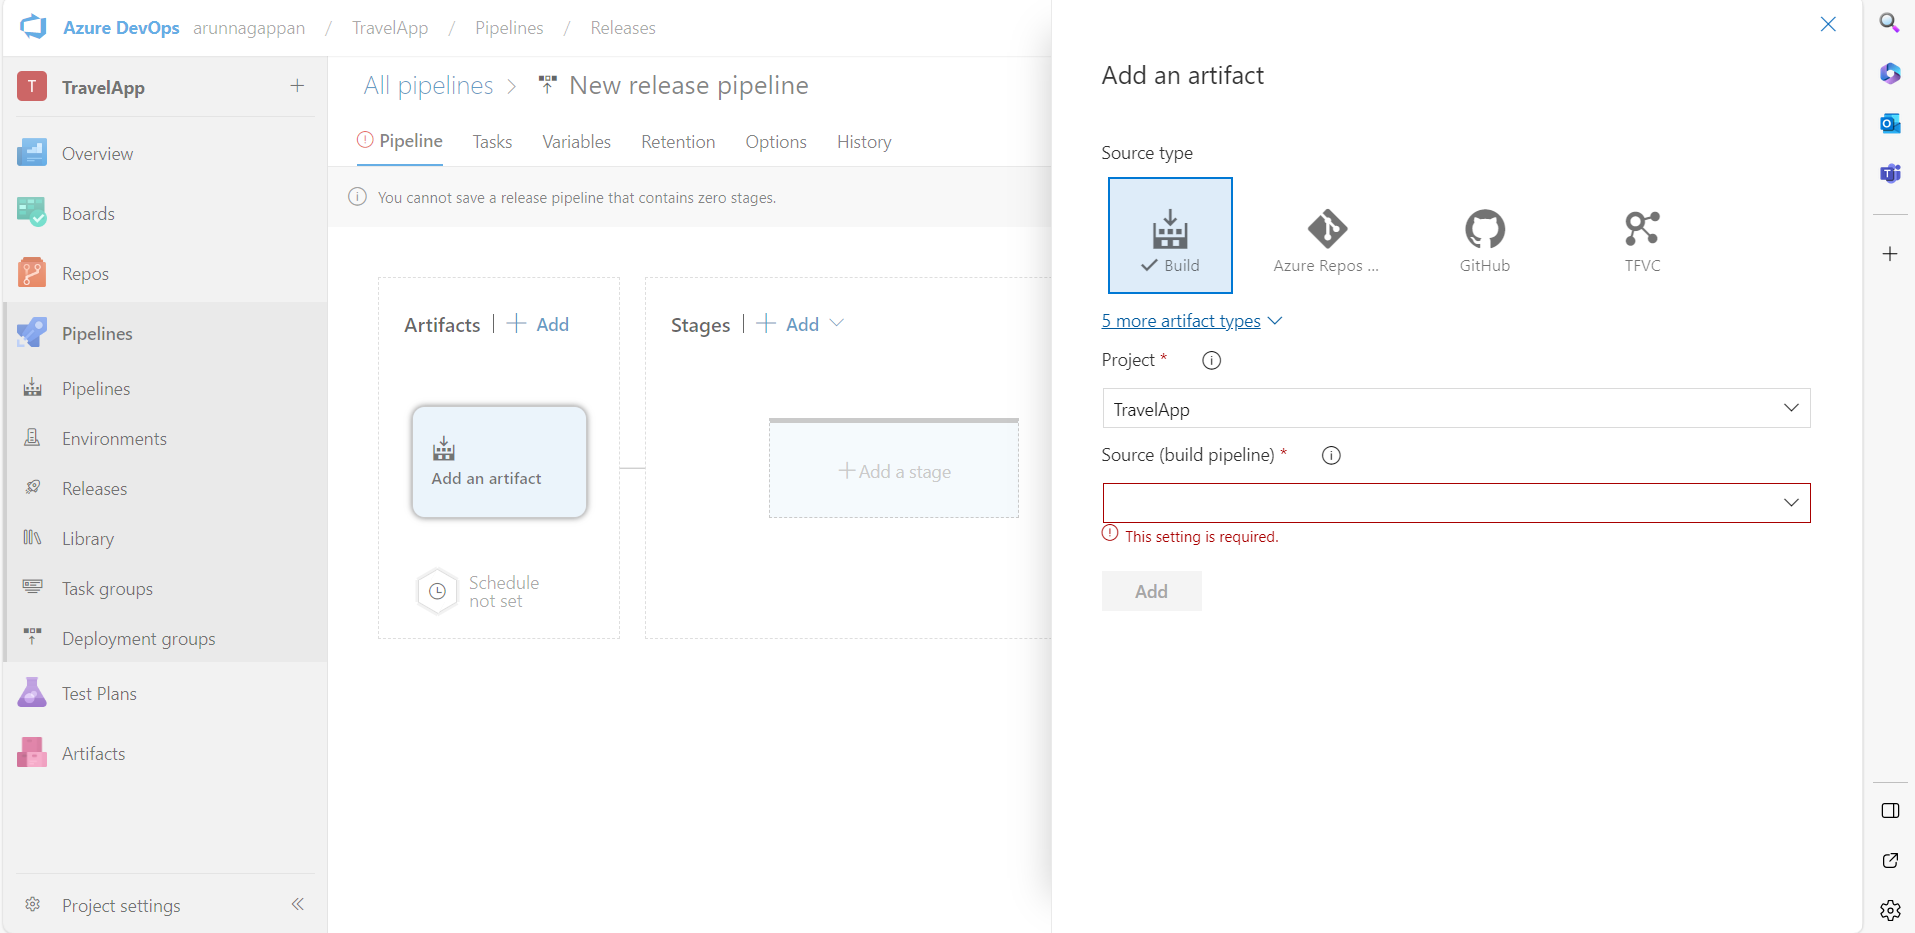 Azure DevOps arunnagappan / TravelApp / Pipelines / Releases
T TravelApp
Overview
Boards
Repos
Pipelines
Pipelines
Environments
Releases
Library
Task groups
Deployment groups
Test Plans
Artifacts
Project settings
All pipelines > New release pipeline
Pipeline Tasks Variables Retention Options History
You cannot save a release pipeline that contains zero stages.
Artifacts | + Add
Add an artifact
Schedule
not set
Stages | + Add
+ Add a stage
Add an artifact
Source type
Build
Azure Repos ...
GitHub
TFVC
5 more artifact types
Project *
TravelApp
Source (build pipeline) *
This setting is required.
Add